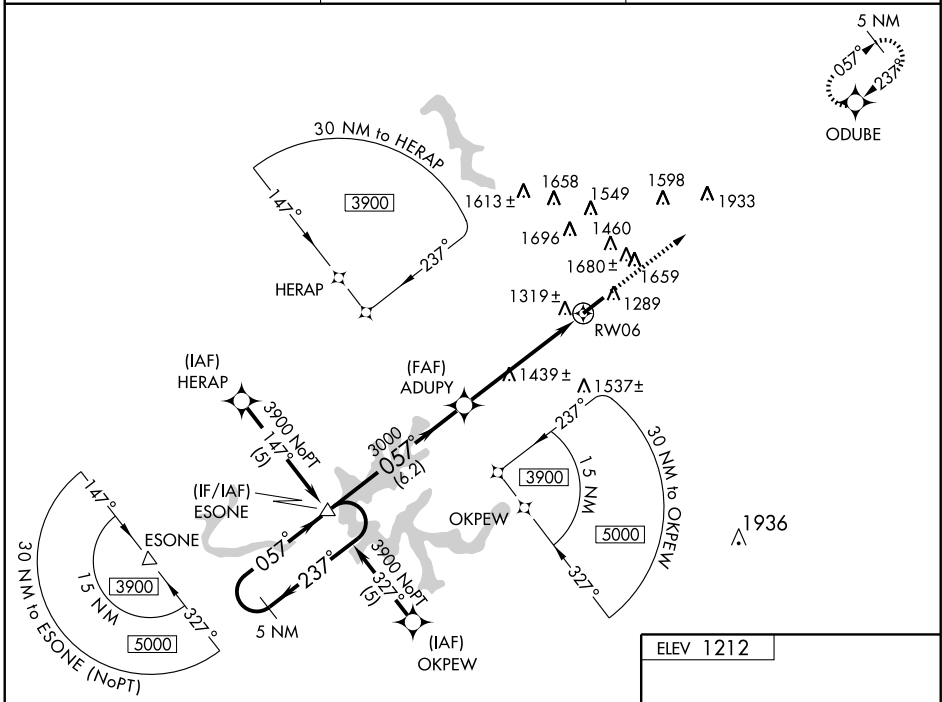 5 NM
057°
237°
ODUBE
30 NM to HERAP
3900
147°
237°
HERAP
1613 ±
1658
1549
1598
1933
1696
1460
1680 ±
1659
1319 ±
1289
RW06
(IAF)
HERAP
3900 NoPT
147°
(5)
(FAF)
ADUPY
1439 ±
1537 ±
3000
057°
(6.2)
(IF/IAF)
ESONE
057°
237°
5 NM
3900 NoPT
327°
(5)
(IAF)
OKPEW
237°
3900
15 NM
30 NM to OKPEW
OKPEW
5000
327°
1936
147°
ESONE
3900
15 NM
327°
5000
30 NM to ESONE (NoPT)
ELEV 1212